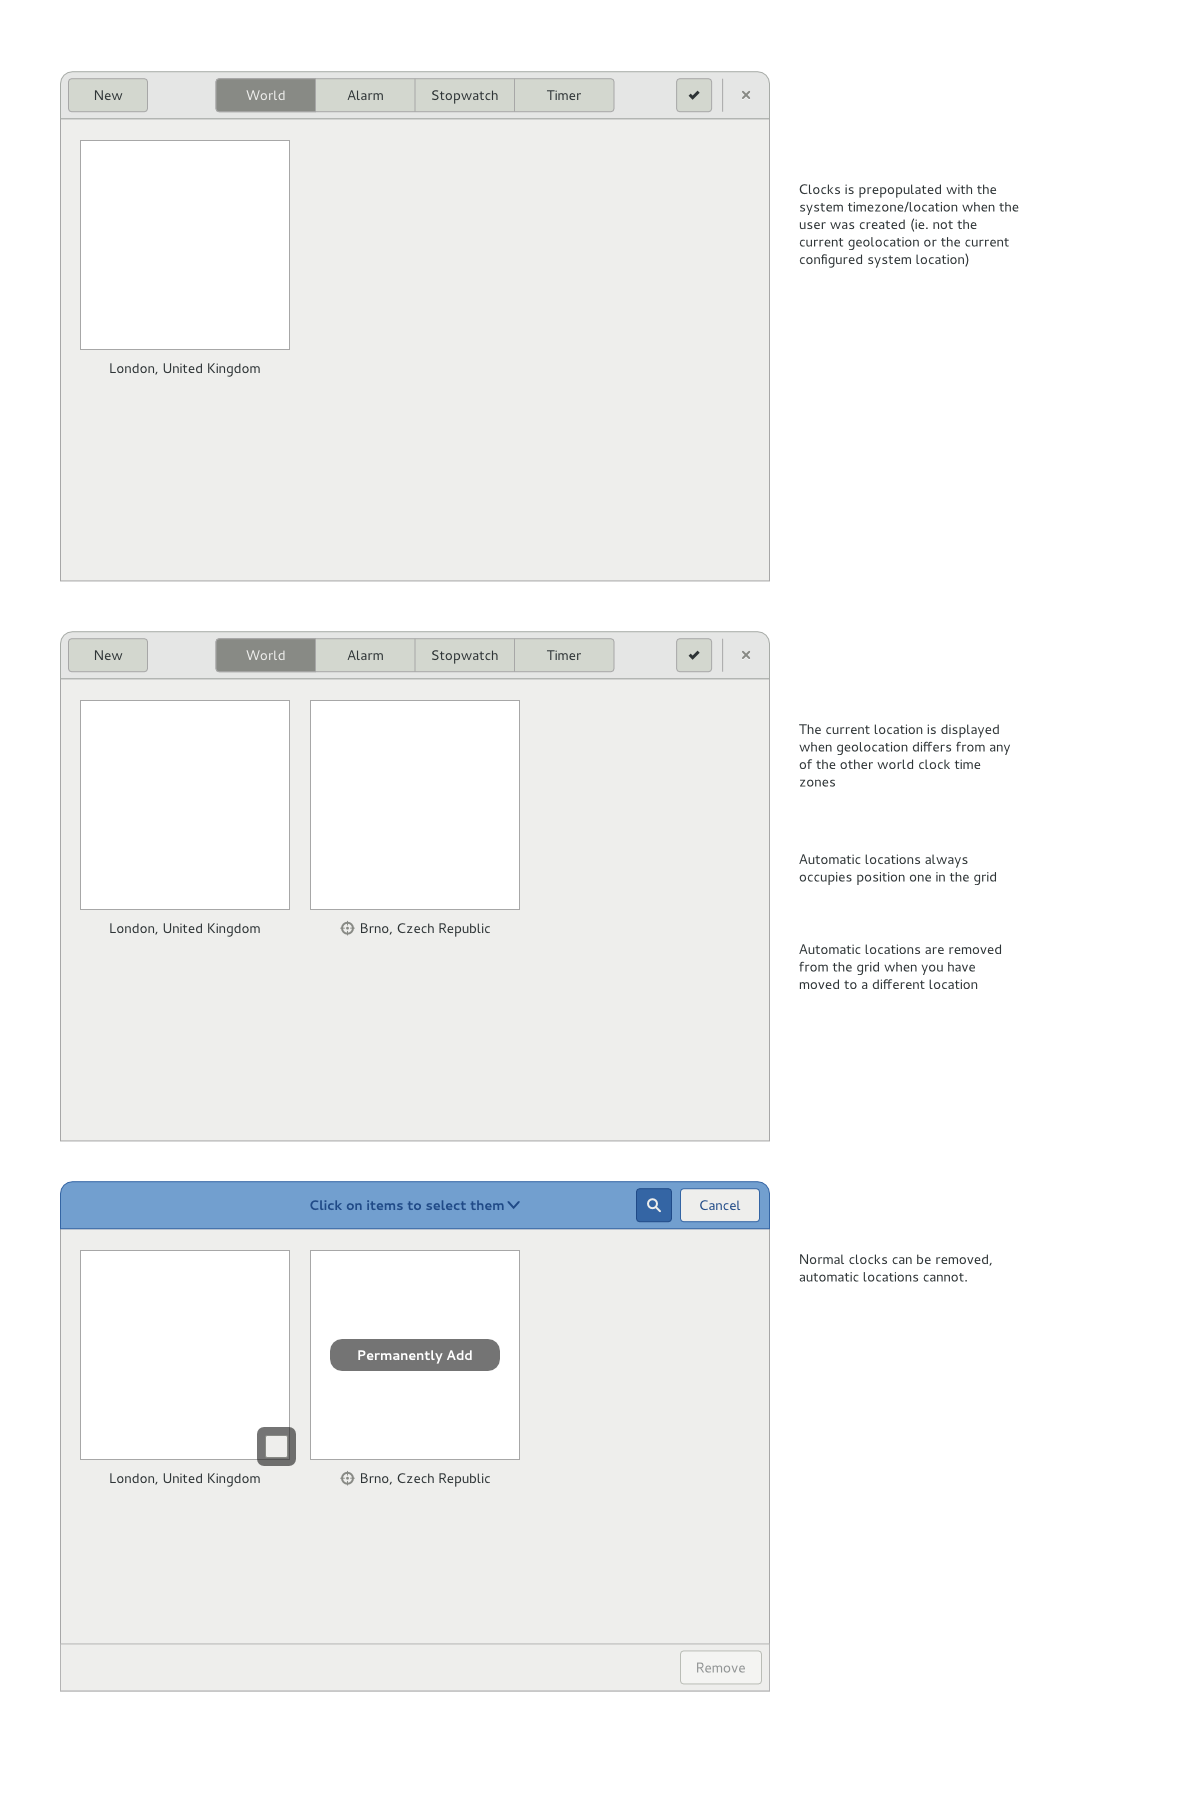 New
World
Alarm
Stopwatch
Timer
London, United Kingdom
Clocks is prepopulated with the
system timezone/location when the
user was created (ie. not the
current geolocation or the current
configured system location)
New
World
Alarm
Stopwatch
Timer
London, United Kingdom
Brno, Czech Republic
The current location is displayed
when geolocation differs from any
of the other world clock time
zones
Automatic locations always
occupies position one in the grid
Automatic locations are removed
from the grid when you have
moved to a different location
Click on items to select them
Cancel
Permanently Add
London, United Kingdom
Brno, Czech Republic
Remove
Normal clocks can be removed,
automatic locations cannot.